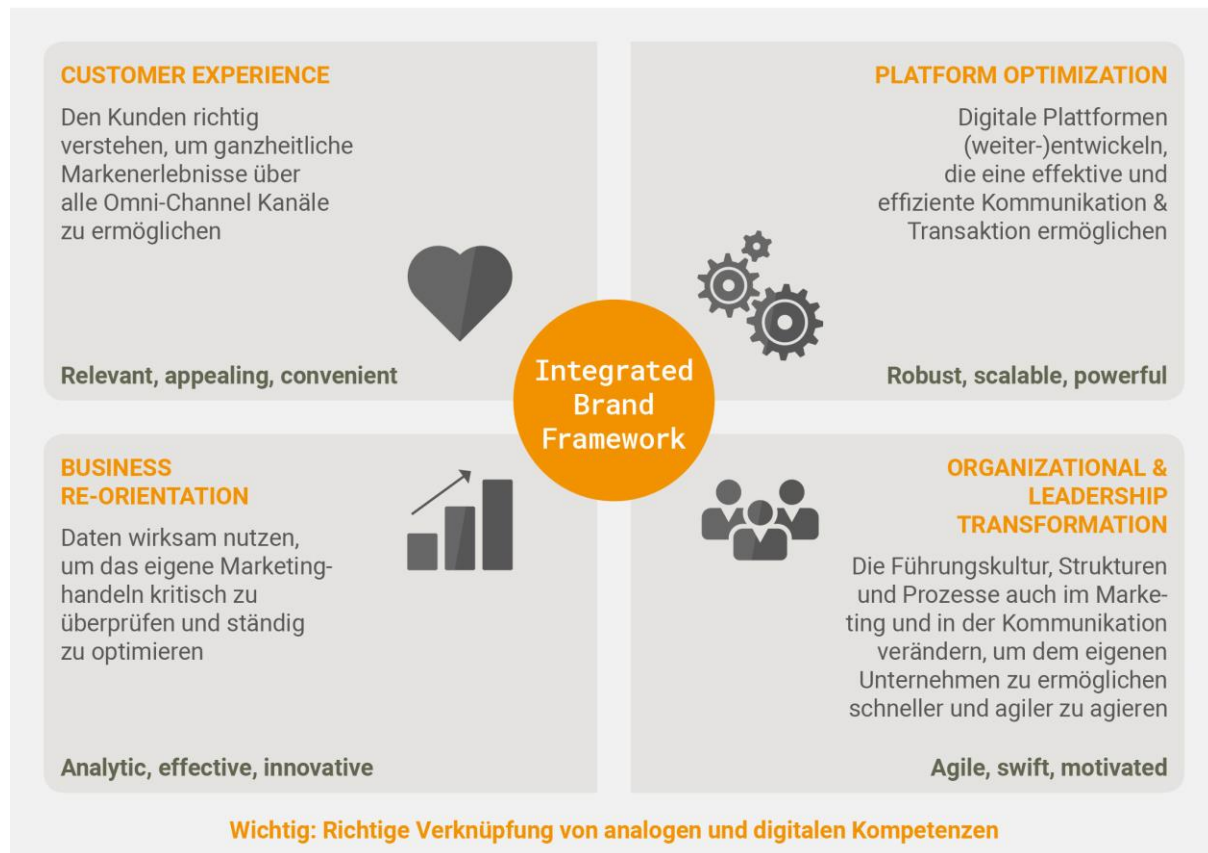 CUSTOMER EXPERIENCE
Den Kunden richtig
verstehen, um ganzheitliche
Markenerlebnisse über
alle Omni-Channel Kanäle
zu ermöglichen
Relevant, appealing, convenient
PLATFORM OPTIMIZATION
Digitale Plattformen
(weiter-)entwickeln,
die eine effektive und
effiziente Kommunikation &
Transaktion ermöglichen
Robust, scalable, powerful
Integrated
Brand
Framework
BUSINESS
RE-ORIENTATION
Daten wirksam nutzen,
um das eigene Marketing-
handeln kritisch zu
überprüfen und ständig
zu optimieren
Analytic, effective, innovative
ORGANIZATIONAL &
LEADERSHIP
TRANSFORMATION
Die Führungskultur, Strukturen
und Prozesse auch im Marke-
ting und in der Kommunikation
verändern, um dem eigenen
Unternehmen zu ermöglichen
schneller und agiler zu agieren
Agile, swift, motivated
Wichtig: Richtige Verknüpfung von analogen und digitalen Kompetenzen